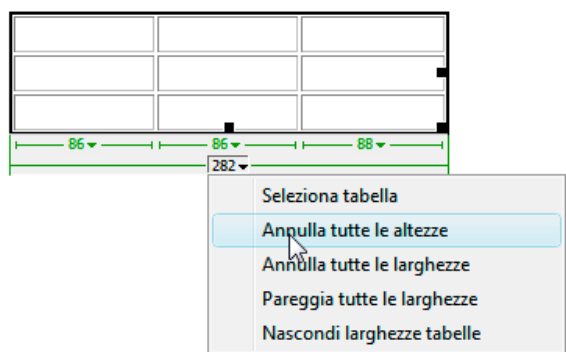 86 86 88
282
Seleziona tabella
Annulla tutte le altezze
Annulla tutte le larghezze
Pareggia tutte le larghezze
Nascondi larghezze tabelle